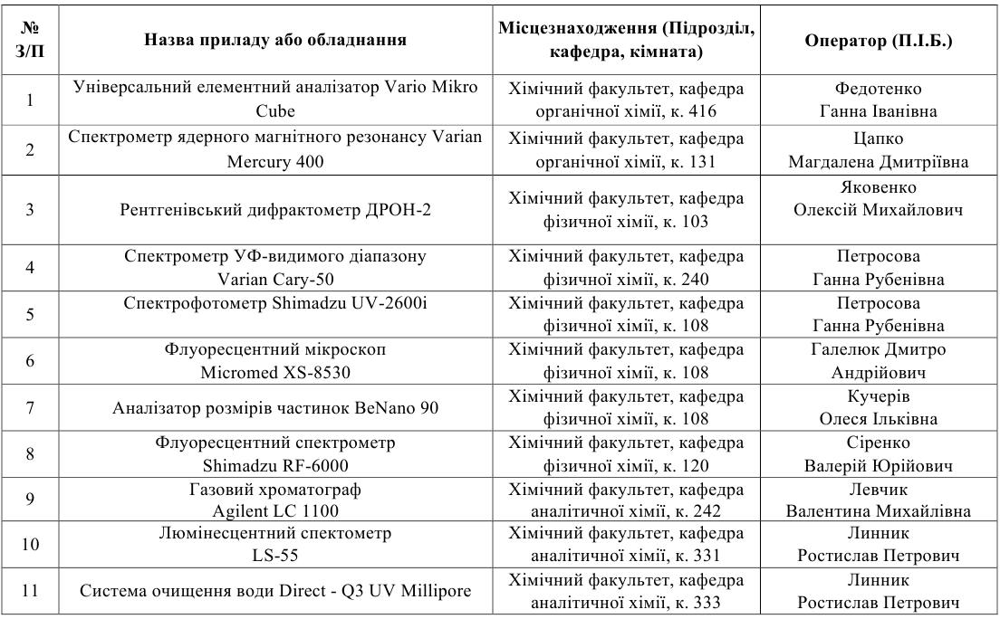 №
З/П
Назва приладу або обладнання
Місцезнаходження (Підрозділ,
кафедра, кімната)
Оператор (П.І.Б.)
1
Універсальний елементний аналізатор Vario Mikro
Cube
Хімічний факультет, кафедра
органічної хімії, к. 416
Федотенко
Ганна Іванівна
2
Спектрометр ядерного магнітного резонансу Varian
Mercury 400
Хімічний факультет, кафедра
органічної хімії, к. 131
Цапко
Магдалена Дмитріївна
3
Рентгенівський дифрактометр ДРОН-2
Хімічний факультет, кафедра
фізичної хімії, к. 103
Яковенко
Олексій Михайлович
4
Спектрометр УФ-видимого діапазону
Varian Cary-50
Хімічний факультет, кафедра
фізичної хімії, к. 240
Петросова
Ганна Рубенівна
5
Спектрофотометр Shimadzu UV-2600i
Хімічний факультет, кафедра
фізичної хімії, к. 108
Петросова
Ганна Рубенівна
6
Флуоресцентний мікроскоп
Micromed XS-8530
Хімічний факультет, кафедра
фізичної хімії, к. 108
Галелюк Дмитро
Андрійович
7
Аналізатор розмірів частинок BeNano 90
Хімічний факультет, кафедра
фізичної хімії, к. 108
Кучерів
Олеся Ільківна
8
Флуоресцентний спектрометр
Shimadzu RF-6000
Хімічний факультет, кафедра
фізичної хімії, к. 120
Сіренко
Валерій Юрійович
9
Газовий хроматограф
Agilent LC 1100
Хімічний факультет, кафедра
аналітичної хімії, к. 242
Левчик
Валентина Михайлівна
10
Люмінесцентний спектометр
LS-55
Хімічний факультет, кафедра
аналітичної хімії, к. 331
Линник
Ростислав Петрович
11
Система очищення води Direct - Q3 UV Millipore
Хімічний факультет, кафедра
аналітичної хімії, к. 333
Линник
Ростислав Петрович